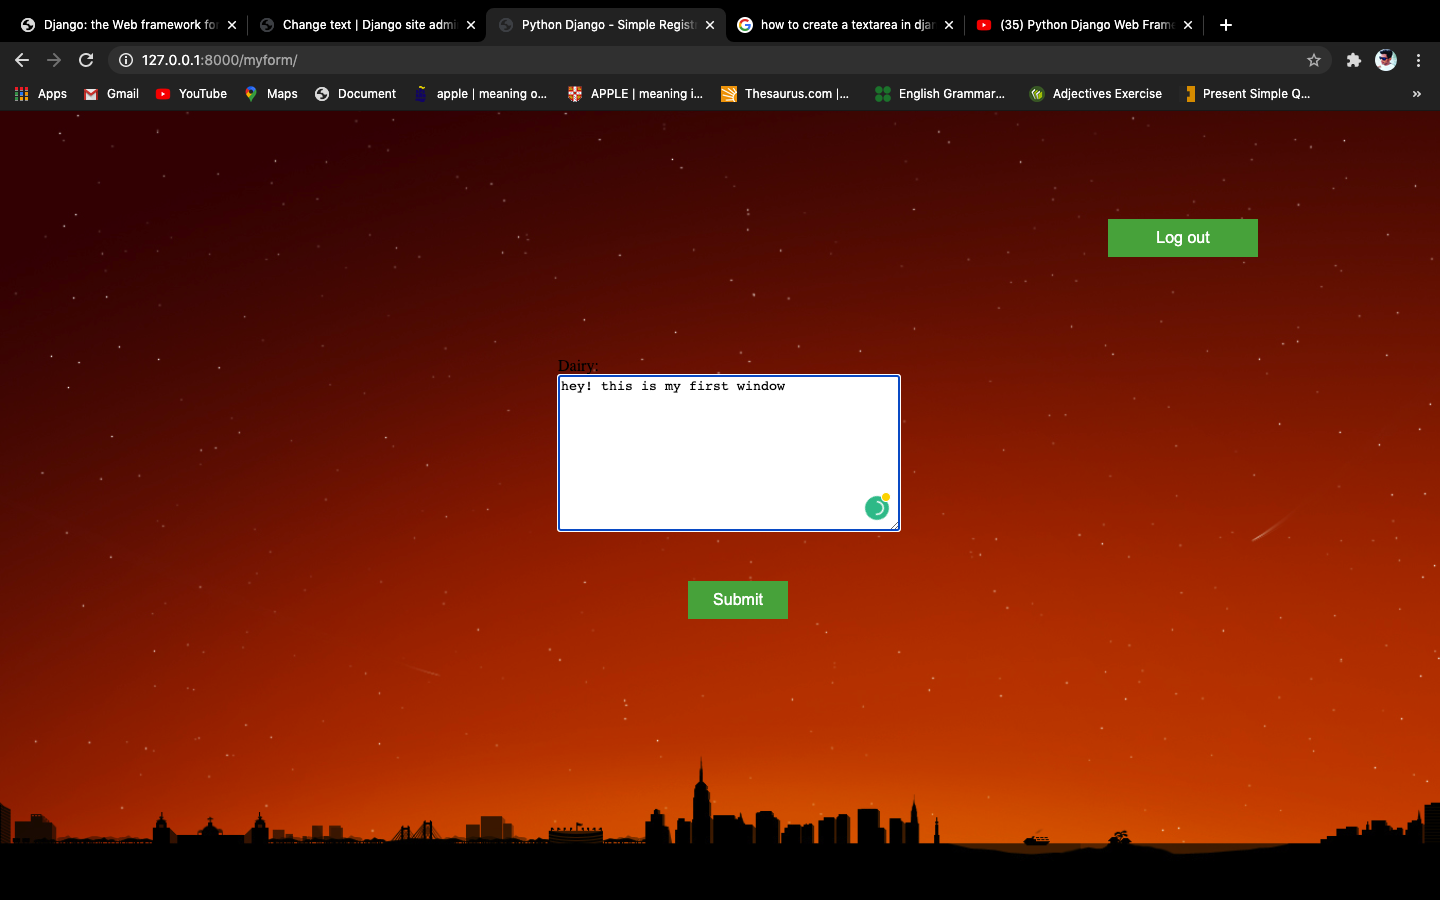 Django: the Web framework fo
Change text | Django site admi
Python Django - Simple Regist
how to create a textarea in djan
(35) Python Django Web Fram
127.0.0.1:8000/myform/
Apps
Gmail
YouTube
Maps
Document
apple | meaning o...
APPLE | meaning i...
Thesaurus.com |...
English Grammar...
Adjectives Exercise
Present Simple Q...
»
Log out
Dairy:
hey! this is my first window
Submit